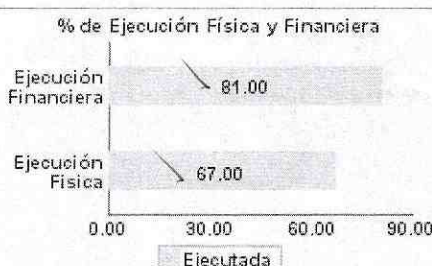 % de Ejecución Física y Financiera
Ejecución
Financiera
81.00
Ejecución
Fisica
67.00
0.00 30.00 60.00 90.00
Ejecutada